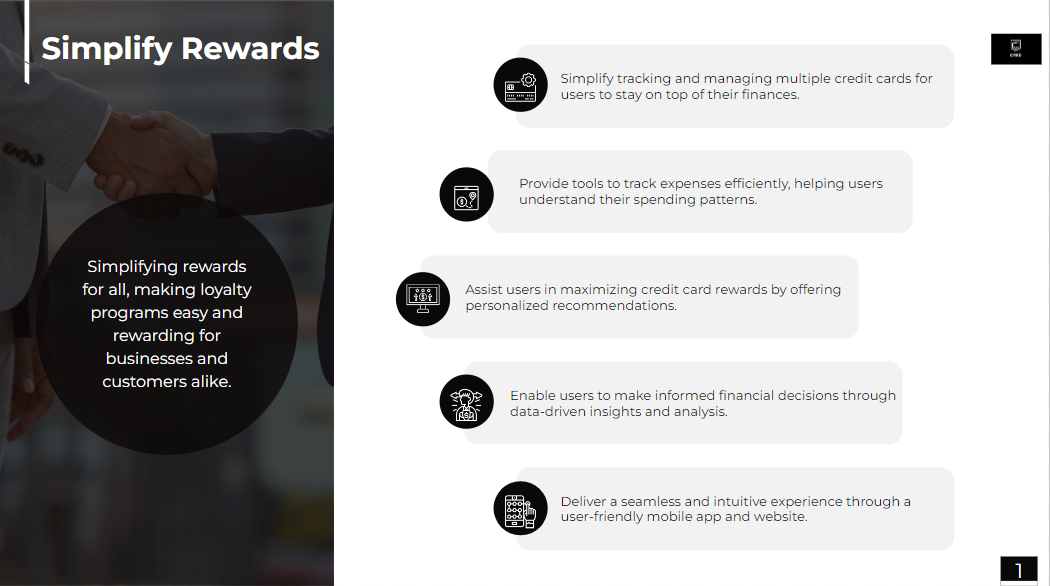 Simplify Rewards
Simplifying rewards
for all, making loyalty
programs easy and
rewarding for
businesses and
customers alike.
CRED
Simplify tracking and managing multiple credit cards for
users to stay on top of their finances.
Provide tools to track expenses efficiently, helping users
understand their spending patterns.
Assist users in maximizing credit card rewards by offering
personalized recommendations.
Enable users to make informed financial decisions through
data-driven insights and analysis.
Deliver a seamless and intuitive experience through a
user-friendly mobile app and website.
1